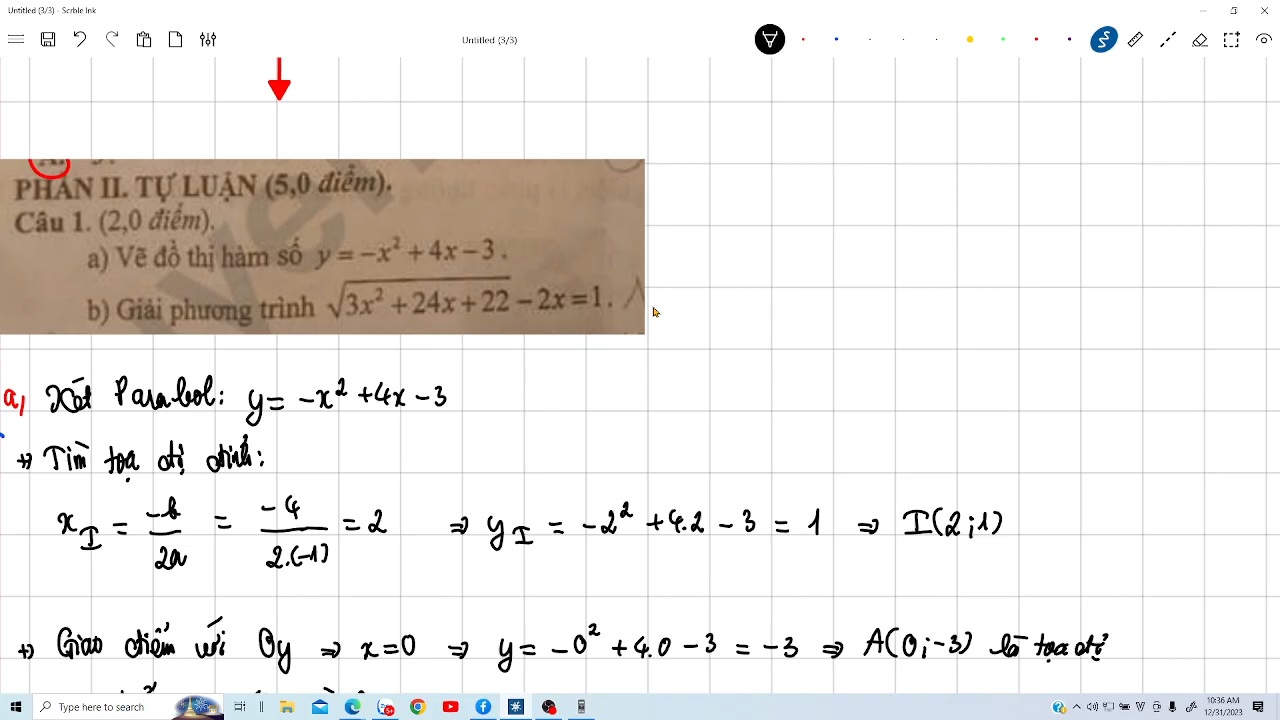 Untitled (3/3) - Scrble Ink
Untitled (3/3)
PHẦN II. TỰ LUẬN (5,0 điểm).
Câu 1. (2,0 điểm).
a) Vẽ đồ thị hàm số y = −x² + 4x − 3 .
b) Giải phương trình √(3x² + 24x + 22) − 2x = 1 .
a, Xét Parabol: y = -x² + 4x - 3
+, Tìm tọa độ đỉnh:
x_I = -b/2a = -4/2.(-1) = 2 ⇒ y_I = -2² + 4.2 - 3 = 1 ⇒ I(2;1)
+, Giao điểm với Oy ⇒ x=0 ⇒ y = -0² + 4.0 - 3 = -3 ⇒ A(0;-3) là tọa độ
Type here to search
10:36 AM
12/31/2023